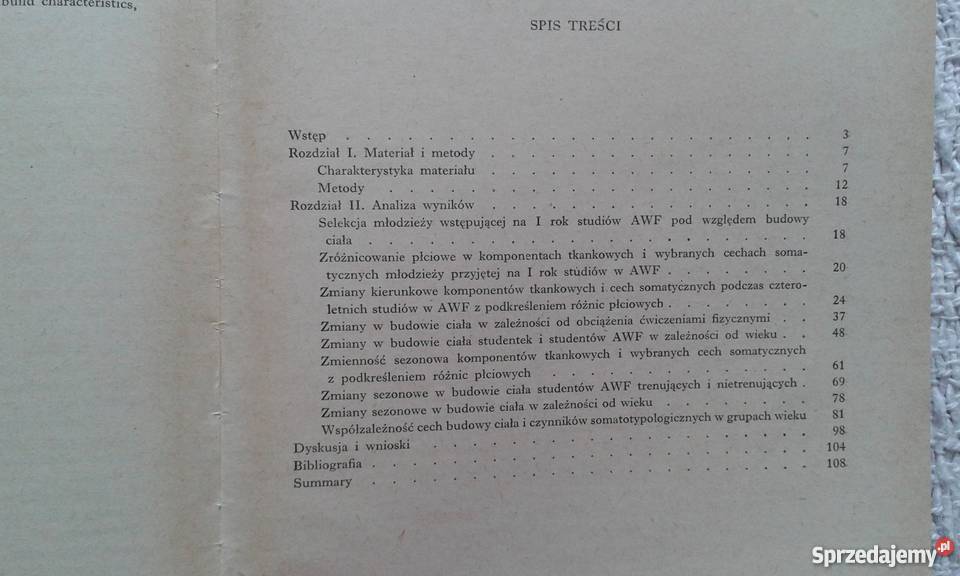 Build characteristics,
SPIS TREŚCI
Wstęp . . . . . . . . . . . . . . . . . . . . 3
Rozdział I. Materiał i metody . . . . . . . . . . . . . 7
Charakterystyka materiału . . . . . . . . . . . . . 7
Metody . . . . . . . . . . . . . . . . . . 12
Rozdział II. Analiza wyników . . . . . . . . . . . . . 18
Selekcja młodzieży wstępującej na I rok studiów AWF pod względem budowy
ciała . . . . . . . . . . . . . . . . . . 18
Zróżnicowanie płciowe w komponentach tkankowych i wybranych cechach soma-
tycznych młodzieży przyjętej na I rok studiów w AWF . . . . . . . 20
Zmiany kierunkowe komponentów tkankowych i cech somatycznych podczas cztero-
letnich studiów w AWF z podkreśleniem różnic płciowych . . . . . . 24
Zmiany w budowie ciała w zależności od obciążenia ćwiczeniami fizycznymi . . 37
Zmiany w budowie ciała studentek i studentów AWF w zależności od wieku . . 48
Zmienność sezonowa komponentów tkankowych i wybranych cech somatycznych
z podkreśleniem różnic płciowych . . . . . . . . . . . 61
Zmiany sezonowe w budowie ciała studentów AWF trenujących i nietrenujących . 69
Zmiany sezonowe w budowie ciała w zależności od wieku . . . . . . 78
Współzależność cech budowy ciała i czynników somatotypologicznych w grupach wieku 81
Dyskusja i wnioski . . . . . . . . . . . . . . . . 98
Bibliografia . . . . . . . . . . . . . . . . . . 104
Summary . . . . . . . . . . . . . . . . . . 108
Sprzedajemy.pl